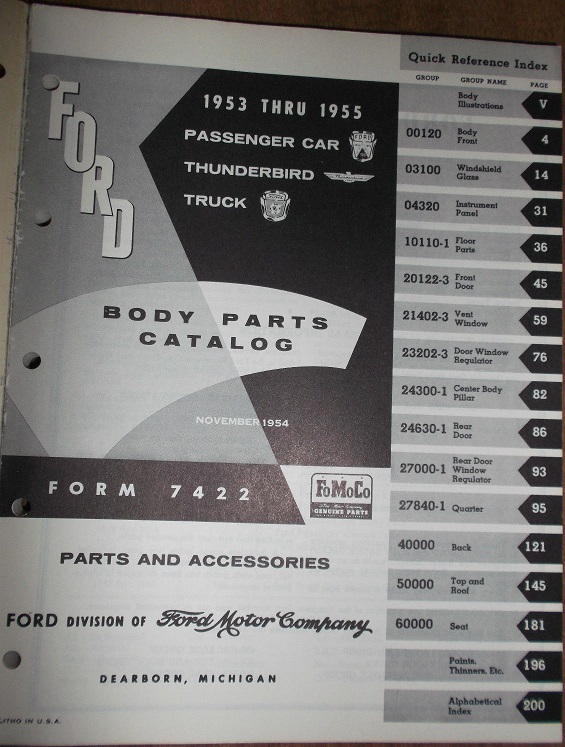 FORD
1953 THRU 1955
PASSENGER CAR
THUNDERBIRD
TRUCK
BODY PARTS
CATALOG
NOVEMBER 1954
FORM 7422
FoMoCo
GENUINE PARTS
PARTS AND ACCESSORIES
FORD DIVISION OF Ford Motor Company
DEARBORN, MICHIGAN
LITHO IN U.S.A.
Quick Reference Index
GROUP GROUP NAME PAGE
Body
Illustrations V
00120 Body
Front 4
03100 Windshield
Glass 14
04320 Instrument
Panel 31
10110-1 Floor
Parts 36
20122-3 Front
Door 45
21402-3 Vent
Window 59
23202-3 Door Window
Regulator 76
24300-1 Center Body
Pillar 82
24630-1 Rear
Door 86
27000-1 Rear Door
Window
Regulator 93
27840-1 Quarter 95
40000 Back 121
50000 Top and
Roof 145
60000 Seat 181
Paints,
Thinners, Etc. 196
Alphabetical
Index 200